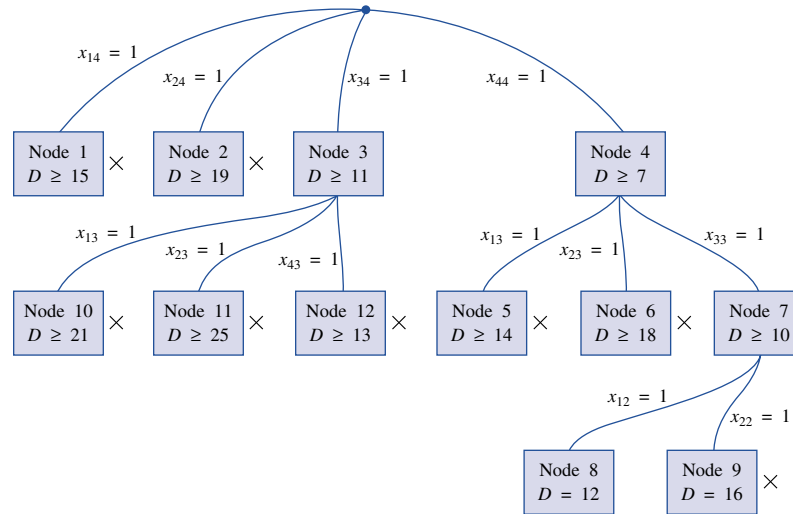 x14 = 1
x24 = 1
x34 = 1
x44 = 1
Node 1
D ≥ 15
×
Node 2
D ≥ 19
×
Node 3
D ≥ 11
Node 4
D ≥ 7
x13 = 1
x23 = 1
x43 = 1
x13 = 1
x23 = 1
x33 = 1
Node 10
D ≥ 21
×
Node 11
D ≥ 25
×
Node 12
D ≥ 13
×
Node 5
D ≥ 14
×
Node 6
D ≥ 18
×
Node 7
D ≥ 10
x12 = 1
x22 = 1
Node 8
D = 12
Node 9
D = 16
×